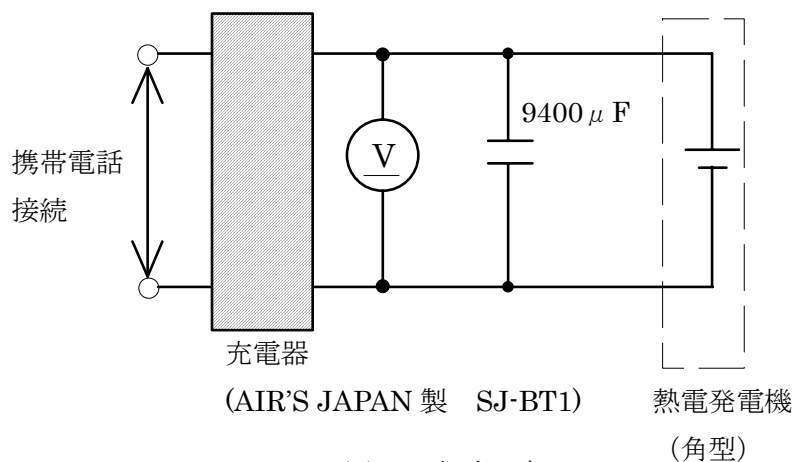 9400μF
V
携帯電話
接続
充電器
(AIR'S JAPAN 製 SJ-BT1)
熱電発電機
（角型）